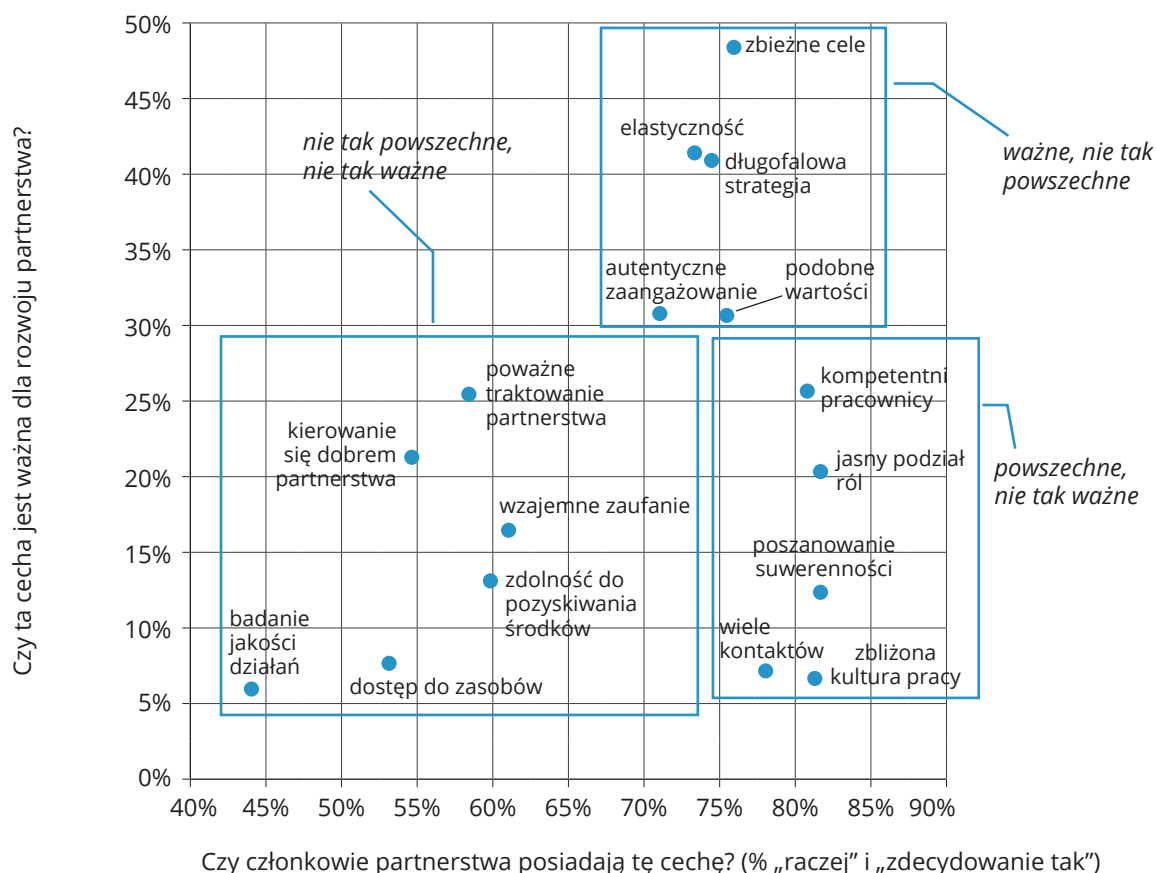 50%
45%
40%
35%
30%
25%
20%
15%
10%
5%
0%
40%
45%
50%
55%
60%
65%
70%
75%
80%
85%
90%
Czy ta cecha jest ważna dla rozwoju partnerstwa?
Czy członkowie partnerstwa posiadają tę cechę? (% „raczej” i „zdecydowanie tak”)
nie tak powszechne,
nie tak ważne
zbieżne cele
elastyczność
długofalowa
strategia
autentyczne
zaangażowanie
podobne
wartości
ważne, nie tak
powszechne
poważne
traktowanie
partnerstwa
kierowanie
się dobrem
partnerstwa
wzajemne zaufanie
zdolność do
pozyskiwania
środków
badanie
jakości
działań
dostęp do zasobów
kompetentni
pracownicy
jasny podział
ról
poszanowanie
suwerenności
wiele
kontaktów
zbliżona
kultura pracy
powszechne,
nie tak ważne